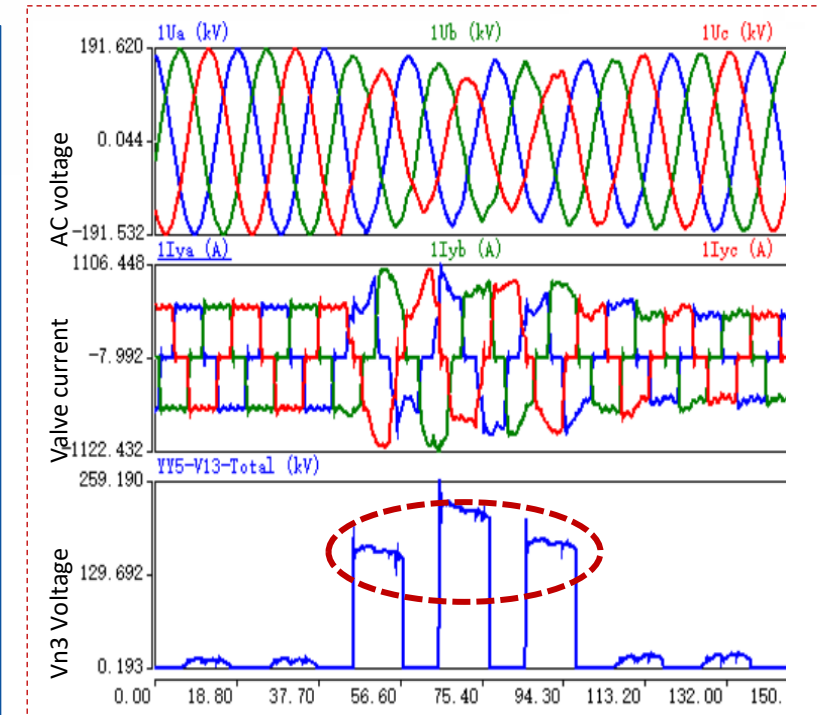 1Ua (kV) 1Ub (kV) 1Uc (kV)
191.620
0.044
-191.532
AC voltage
1Iya (A) 1Iyb (A) 1Iyc (A)
1106.448
-7.992
-1122.432
Valve current
YY5-V13-Total (kV)
259.190
129.692
0.193
Vn3 Voltage
0.00 18.80 37.70 56.60 75.40 94.30 113.20 132.00 150.